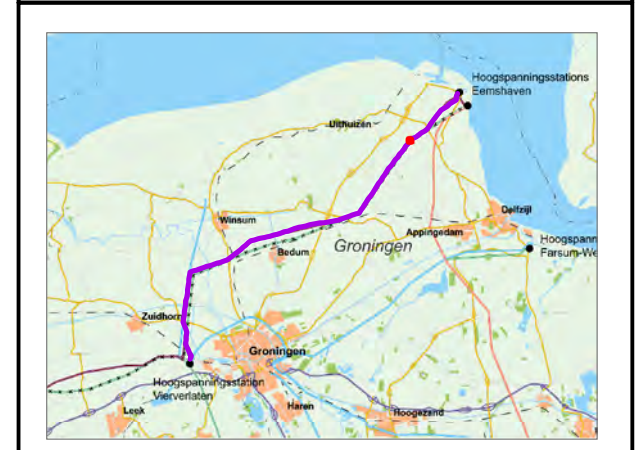 Hoogspanningsstations
Eemshaven
Uithuizen
Delfzijl
Winsum
Appingedam
Groningen
Hoogspann
Farsum-We
Bedum
Zuidhorn
Groningen
Hoogspanningsstation
Vierverlaten
Leek
Haren
Hoogezand